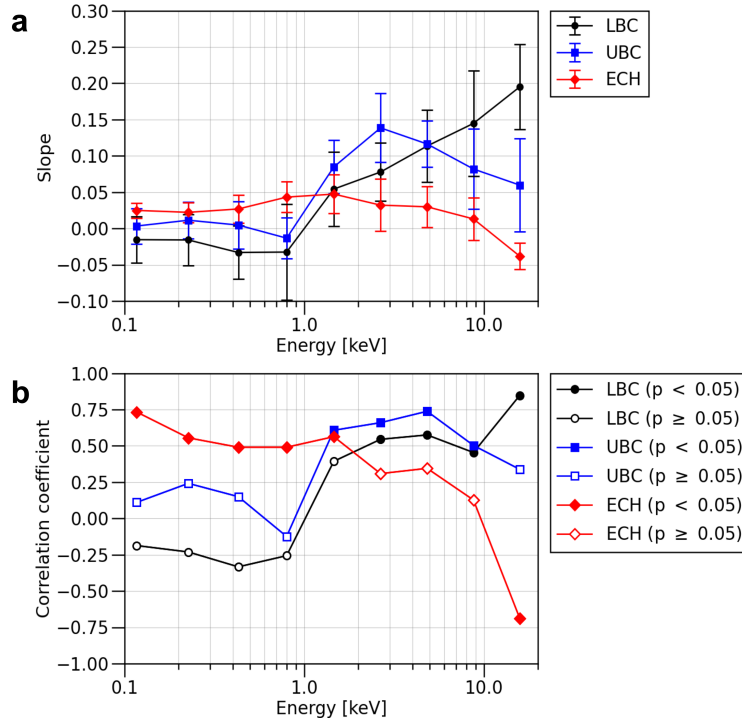 a
0.30
0.25
0.20
0.15
0.10
0.05
0.00
−0.05
−0.10
Slope
0.1
1.0
10.0
Energy [keV]
LBC
UBC
ECH
b
1.00
0.75
0.50
0.25
0.00
−0.25
−0.50
−0.75
−1.00
Correlation coefficient
0.1
1.0
10.0
Energy [keV]
LBC (p < 0.05)
LBC (p ≥ 0.05)
UBC (p < 0.05)
UBC (p ≥ 0.05)
ECH (p < 0.05)
ECH (p ≥ 0.05)